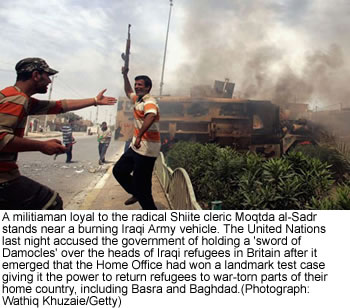 A militiaman loyal to the radical Shiite cleric Moqtda al-Sadr
stands near a burning Iraqi Army vehicle. The United Nations
last night accused the government of holding a 'sword of
Damocles' over the heads of Iraqi refugees in Britain after it
emerged that the Home Office had won a landmark test case
giving it the power to return refugees to war-torn parts of their
home country, including Basra and Baghdad.(Photograph:
Wathiq Khuzaie/Getty)